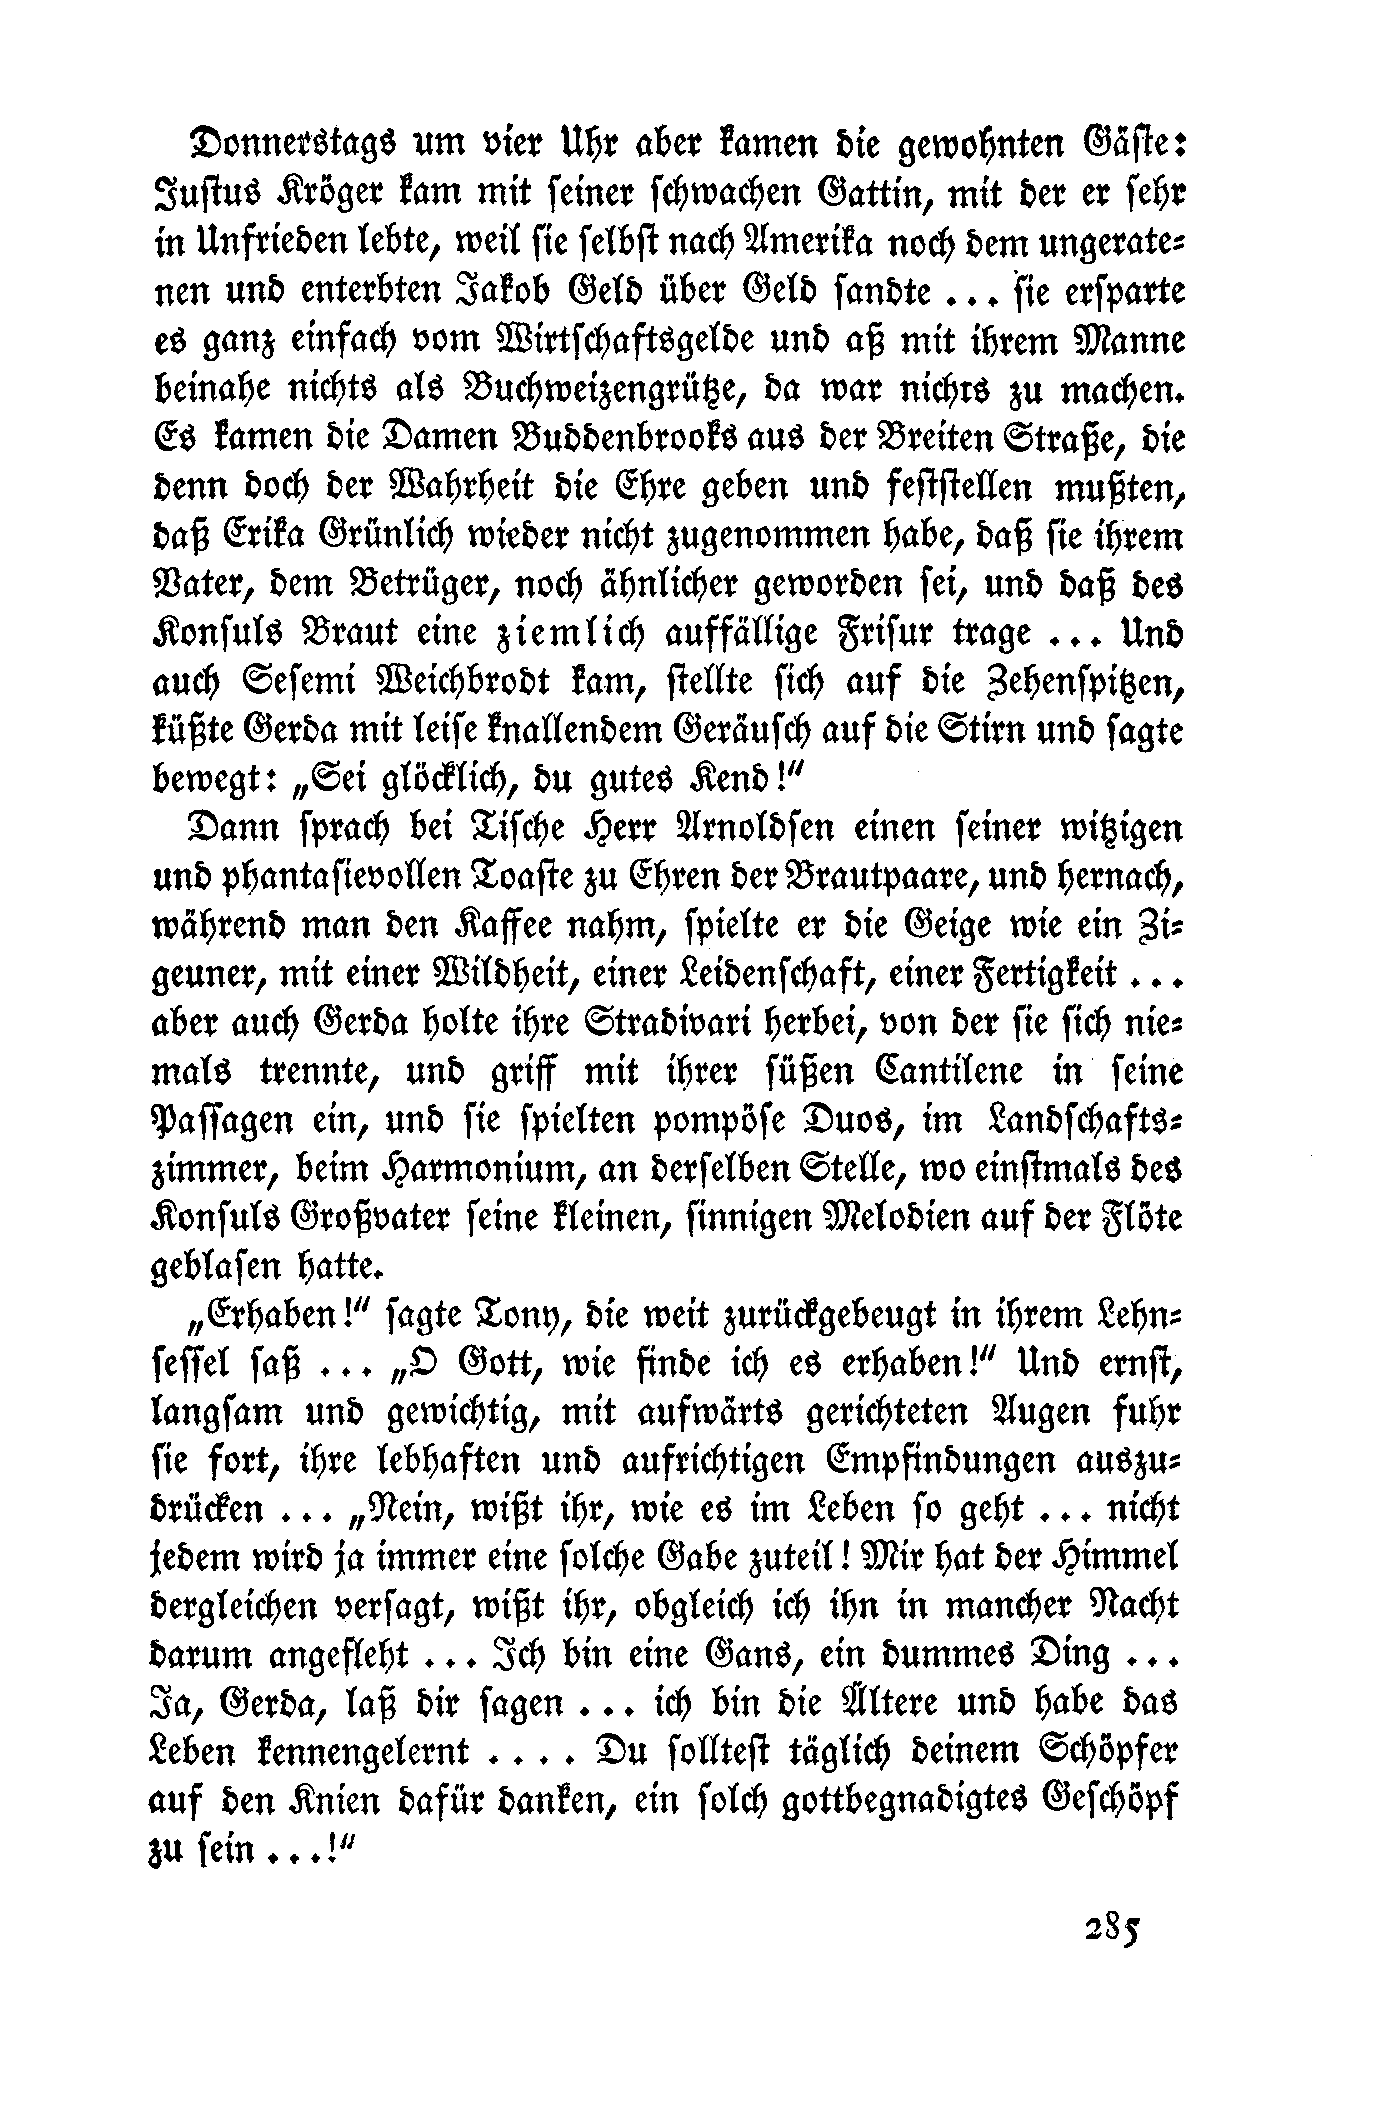 Donnerstags um vier Uhr aber kamen die gewohnten Gäste:
Justus Kröger kam mit seiner schwachen Gattin, mit der er sehr
in Unfrieden lebte, weil sie selbst nach Amerika noch dem ungerate-
nen und enterbten Jakob Geld über Geld sandte ... sie ersparte
es ganz einfach vom Wirtschaftsgelde und aß mit ihrem Manne
beinahe nichts als Buchweizengrütze, da war nichts zu machen.
Es kamen die Damen Buddenbrooks aus der Breiten Straße, die
denn doch der Wahrheit die Ehre geben und feststellen mußten,
daß Erika Grünlich wieder nicht zugenommen habe, daß sie ihrem
Vater, dem Betrüger, noch ähnlicher geworden sei, und daß des
Konsuls Braut eine ziemlich auffällige Frisur trage ... Und
auch Sesemi Weichbrodt kam, stellte sich auf die Zehenspitzen,
küßte Gerda mit leise knallendem Geräusch auf die Stirn und sagte
bewegt: „Sei glöcklich, du gutes Kend!“
Dann sprach bei Tische Herr Arnoldsen einen seiner witzigen
und phantasievollen Toaste zu Ehren der Brautpaare, und hernach,
während man den Kaffee nahm, spielte er die Geige wie ein Zi-
geuner, mit einer Wildheit, einer Leidenschaft, einer Fertigkeit ...
aber auch Gerda holte ihre Stradivari herbei, von der sie sich nie-
mals trennte, und griff mit ihrer süßen Cantilene in seine
Passagen ein, und sie spielten pompöse Duos, im Landschafts-
zimmer, beim Harmonium, an derselben Stelle, wo einstmals des
Konsuls Großvater seine kleinen, sinnigen Melodien auf der Flöte
geblasen hatte.
„Erhaben!“ sagte Tony, die weit zurückgebeugt in ihrem Lehn-
sessel saß ... „O Gott, wie finde ich es erhaben!“ Und ernst,
langsam und gewichtig, mit aufwärts gerichteten Augen fuhr
sie fort, ihre lebhaften und aufrichtigen Empfindungen auszu-
drücken ... „Nein, wißt ihr, wie es im Leben so geht ... nicht
jedem wird ja immer eine solche Gabe zuteil! Mir hat der Himmel
dergleichen versagt, wißt ihr, obgleich ich ihn in mancher Nacht
darum angefleht ... Ich bin eine Gans, ein dummes Ding ...
Ja, Gerda, laß dir sagen ... ich bin die Ältere und habe das
Leben kennengelernt .... Du solltest täglich deinem Schöpfer
auf den Knien dafür danken, ein solch gottbegnadigtes Geschöpf
zu sein ...!“
285